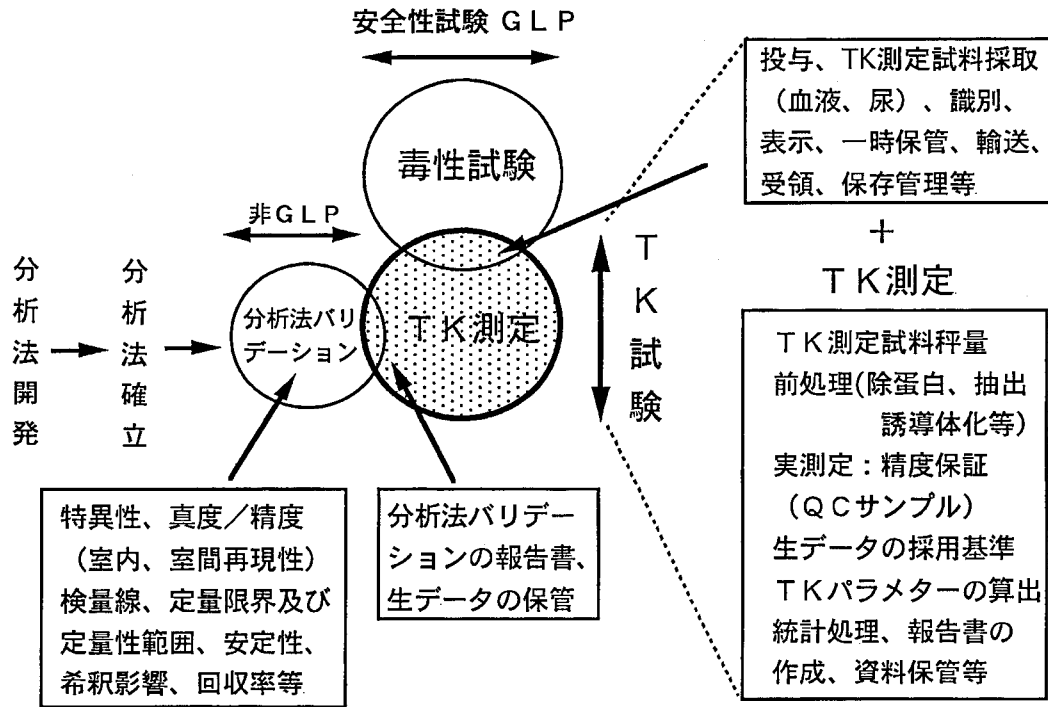 安全性試験 GLP
毒性試験
非GLP
分析法開発
分析法確立
分析法バリ
デーション
TK測定
TK試験
投与、TK測定試料採取
（血液、尿）、識別、
表示、一時保管、輸送、
受領、保存管理等
＋
TK測定
TK測定試料秤量
前処理(除蛋白、抽出
誘導体化等）
実測定：精度保証
（QCサンプル）
生データの採用基準
TKパラメターの算出
統計処理、報告書の
作成、資料保管等
特異性、真度／精度
（室内、室間再現性）
検量線、定量限界及び
定量性範囲、安定性、
希釈影響、回収率等
分析法バリデー
ションの報告書、
生データの保管